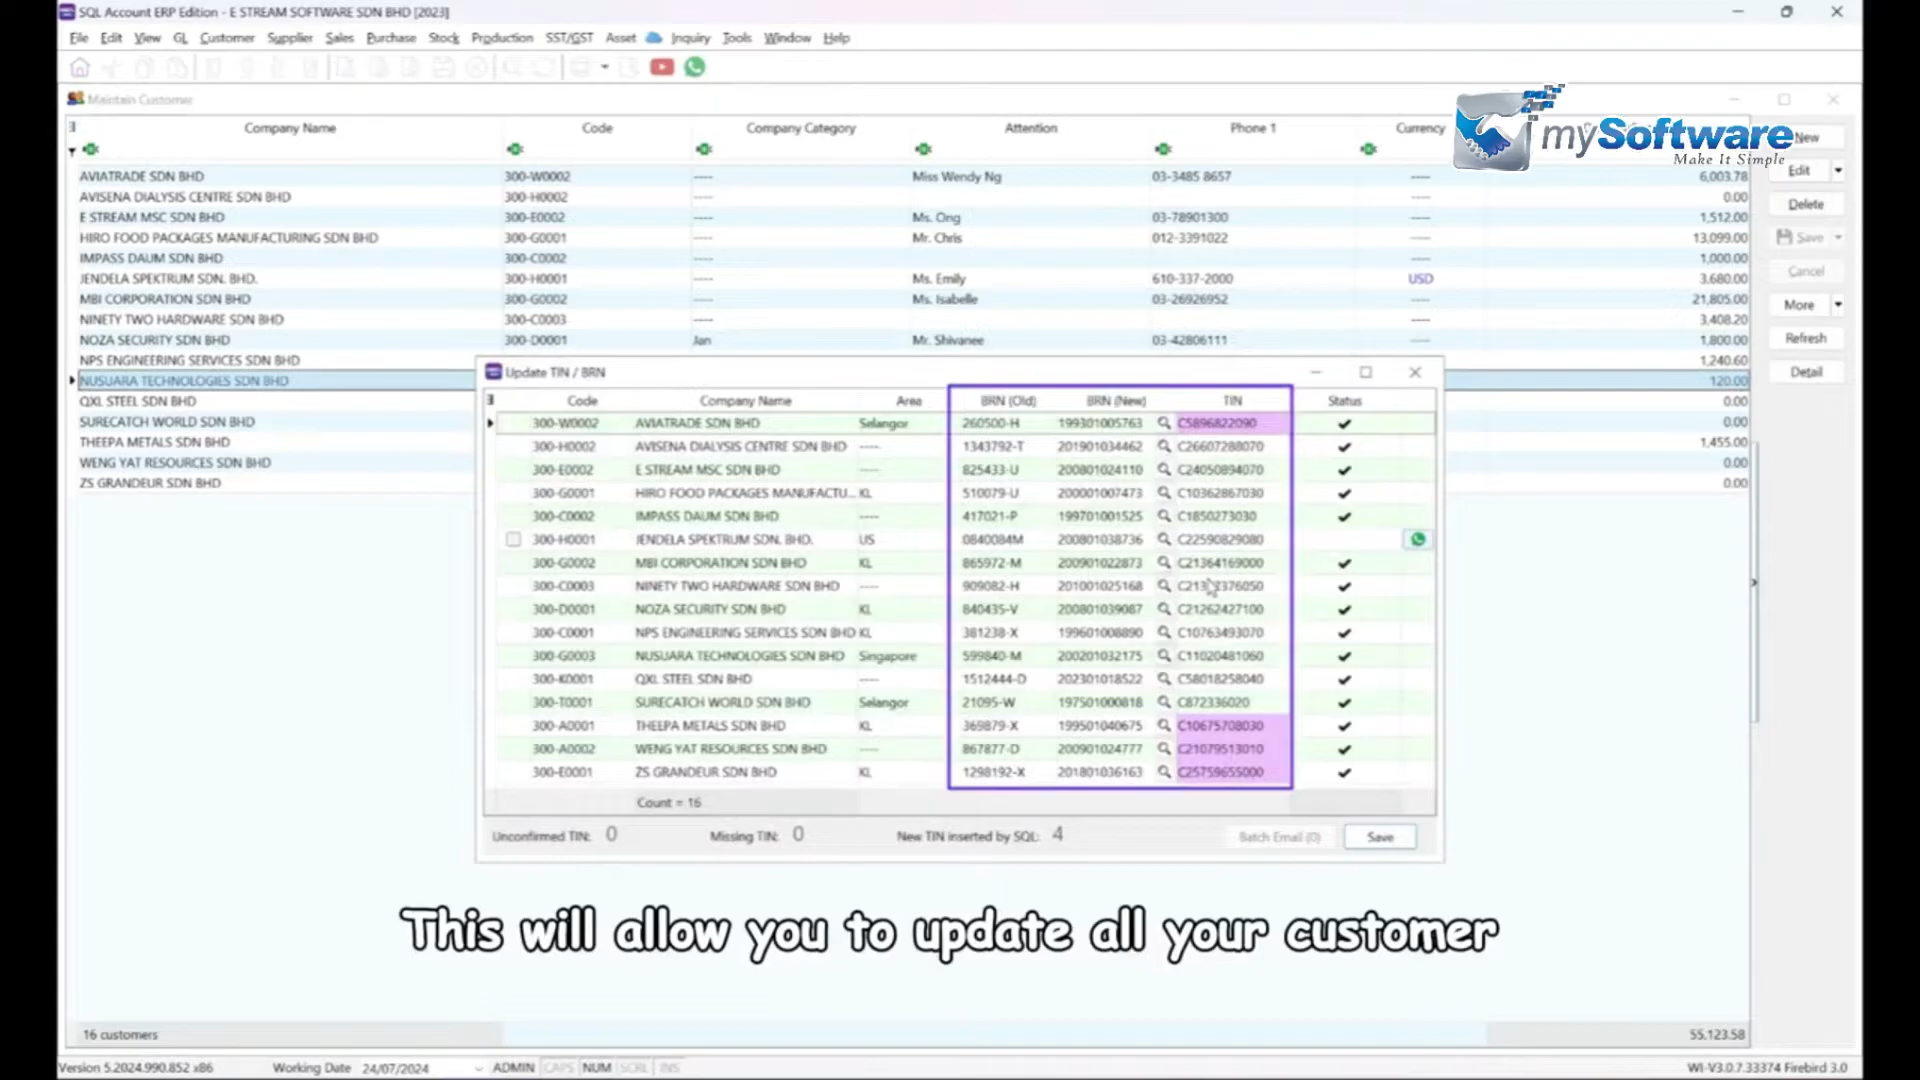 SQL Account ERP Edition - E STREAM SOFTWARE SDN BHD [2023]
File Edit View GL Customer Supplier Sales Purchase Stock Production SST/GST Asset Inquiry Tools Window Help
Maintain Customer
mySoftware
Make It Simple
Company Name Code Company Category Attention Phone 1 Currency
New
AVIATRADE SDN BHD 300-W0002 ---- Miss Wendy Ng 03-3485 8657 ---- 6,003.78
Edit
AVISENA DIALYSIS CENTRE SDN BHD 300-H0002 ---- ---- 0.00
Delete
E STREAM MSC SDN BHD 300-E0002 ---- Ms. Ong 03-78901300 ---- 1,512.00
HIRO FOOD PACKAGES MANUFACTURING SDN BHD 300-G0001 ---- Mr. Chris 012-3391022 ---- 13,099.00
Save
IMPASS DAUM SDN BHD 300-C0002 ---- ---- 1,000.00
Cancel
JENDELA SPEKTRUM SDN. BHD. 300-H0001 ---- Ms. Emily 610-337-2000 USD 3,680.00
MBI CORPORATION SDN BHD 300-G0002 ---- Ms. Isabelle 03-26926952 ---- 21,805.00
More
NINETY TWO HARDWARE SDN BHD 300-C0003 ---- ---- 3,408.20
NOZA SECURITY SDN BHD 300-D0001 Jan Mr. Shivanee 03-42806111 ---- 1,800.00
Refresh
NPS ENGINEERING SERVICES SDN BHD 1,240.60
Detail
NUSUARA TECHNOLOGIES SDN BHD 120.00
QXL STEEL SDN BHD 0.00
SURECATCH WORLD SDN BHD 0.00
THEEPA METALS SDN BHD 1,455.00
WENG YAT RESOURCES SDN BHD 0.00
ZS GRANDEUR SDN BHD 0.00
Update TIN / BRN
Code Company Name Area BRN (Old) BRN (New) TIN Status
300-W0002 AVIATRADE SDN BHD Selangor 260500-H 199301005763 C5896822090
300-H0002 AVISENA DIALYSIS CENTRE SDN BHD ---- 1343792-T 201901034462 C26607288070
300-E0002 E STREAM MSC SDN BHD ---- 825433-U 200801024110 C24050894070
300-G0001 HIRO FOOD PACKAGES MANUFACTU... KL 510079-U 200001007473 C10362867030
300-C0002 IMPASS DAUM SDN BHD ---- 417021-P 199701001525 C1850273030
300-H0001 JENDELA SPEKTRUM SDN. BHD. US 0840084M 200801038736 C22590829080
300-G0002 MBI CORPORATION SDN BHD KL 865972-M 200901022873 C21364169000
300-C0003 NINETY TWO HARDWARE SDN BHD ---- 909082-H 201001025168
300-D0001 NOZA SECURITY SDN BHD KL 840435-V 200801039087 C21262427100
300-C0001 NPS ENGINEERING SERVICES SDN BHD KL 381238-X 199601008890 C10763493070
300-G0003 NUSUARA TECHNOLOGIES SDN BHD Singapore 599840-M 200201032175 C11020481060
300-K0001 QXL STEEL SDN BHD ---- 1512444-D 202301018522 C58018258040
300-T0001 SURECATCH WORLD SDN BHD Selangor 21095-W 197501000818 C872336020
300-A0001 THEEPA METALS SDN BHD KL 369879-X 199501040675 C10675708030
300-A0002 WENG YAT RESOURCES SDN BHD ---- 867877-D 200901024777 C21079513010
300-E0001 ZS GRANDEUR SDN BHD KL 1298192-X 201801036163 C25759655000
Count = 16
Unconfirmed TIN: 0 Missing TIN: 0 New TIN inserted by SQL: 4 Batch Email (0) Save
This will allow you to update all your customer
16 customers 55,123.58
Version 5.2024.990.852 x86 Working Date 24/07/2024 ADMIN CAPS NUM SCRL INS WI-V3.0.7.33374 Firebird 3.0